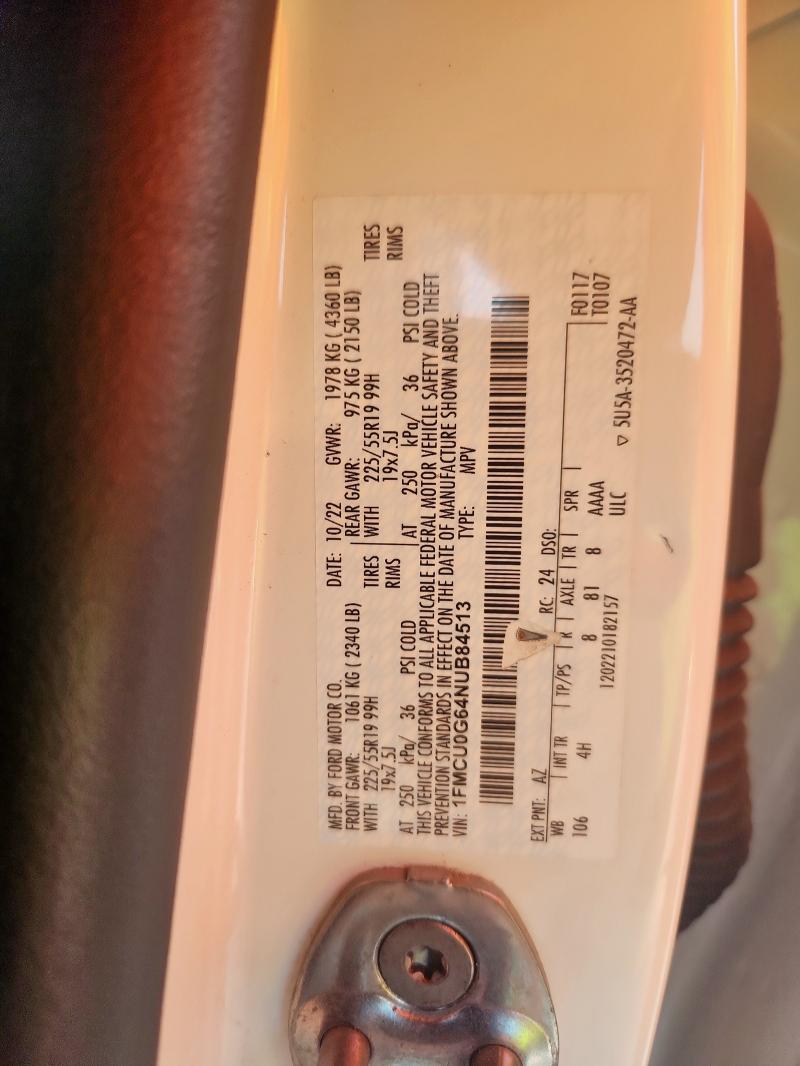 MFD. BY FORD MOTOR CO. DATE: 10/22 GVWR: 1978 KG ( 4360 LB)
FRONT GAWR: 1061 KG (2340 LB) REAR GAWR: 975 KG ( 2150 LB)
WITH 225/55R19 99H TIRES WITH 225/55R19 99H TIRES
19x7.5J RIMS 19x7.5J RIMS
AT 250 kPa/ 36 PSI COLD AT 250 kPa/ 36 PSI COLD
THIS VEHICLE CONFORMS TO ALL APPLICABLE FEDERAL MOTOR VEHICLE SAFETY AND THEFT
PREVENTION STANDARDS IN EFFECT ON THE DATE OF MANUFACTURE SHOWN ABOVE.
VIN: 1FMCU0G64NUB84513 TYPE: MPV
EXT PNT: AZ RC: 24 DSO:
WB INT TR TP/PS R AXLE TR SPR F0117
106 4H 8 81 8 AAAA T0107
1202210182157 ULC
▽ 5U5A-3520472-AA